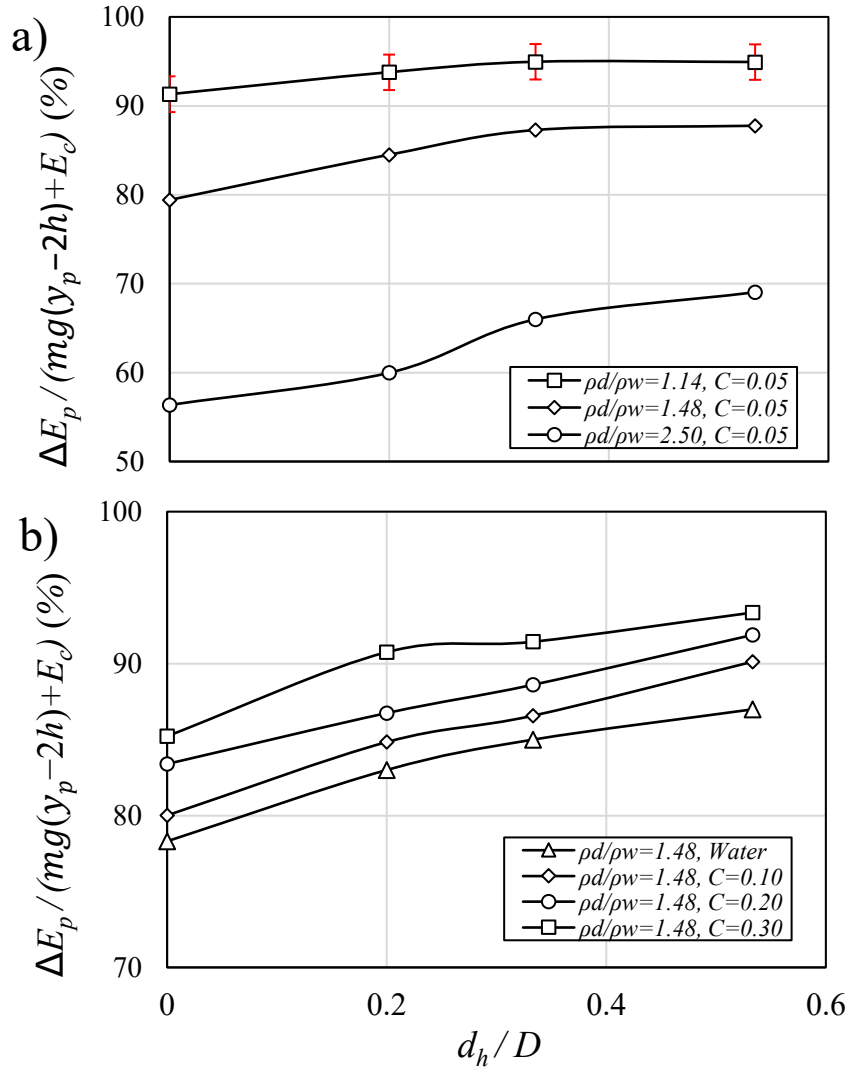 a)
ΔE_p / (mg(y_p−2h)+E_c) (%)
100
90
80
70
60
50
ρd/ρw=1.14, C=0.05
ρd/ρw=1.48, C=0.05
ρd/ρw=2.50, C=0.05
b)
ΔE_p / (mg(y_p−2h)+E_c) (%)
100
90
80
70
ρd/ρw=1.48, Water
ρd/ρw=1.48, C=0.10
ρd/ρw=1.48, C=0.20
ρd/ρw=1.48, C=0.30
0 0.2 0.4 0.6
d_h / D